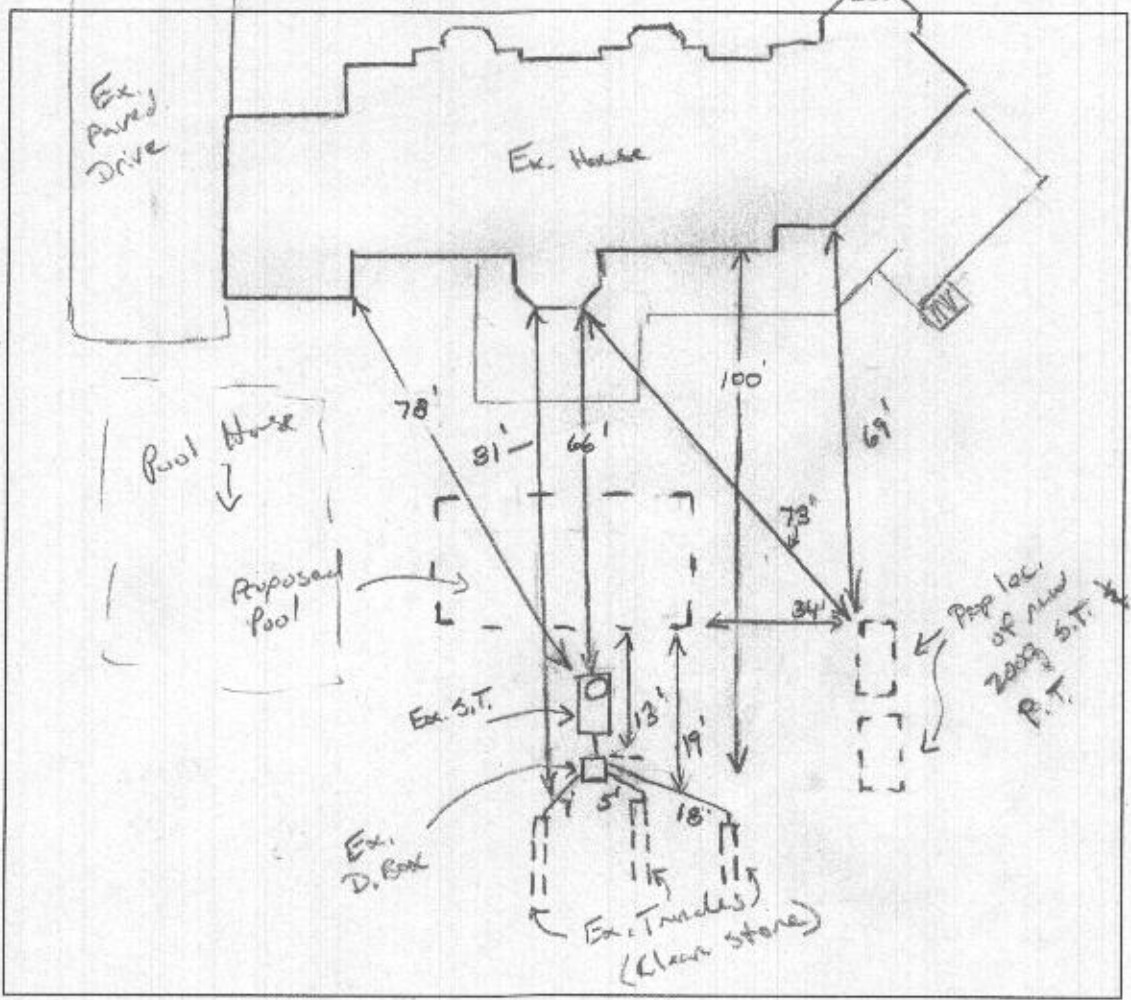 Ex.
Paved
Drive
Ex. House
78'
81'
66'
100'
69'
73'
34'
Pool House
Proposed
Pool
Prop loc.
of new
S.T.
P.T.
Ex. S.T.
13'
19'
5'
18'
Ex.
D. Box
Ex. Trenches
(Clean stone)